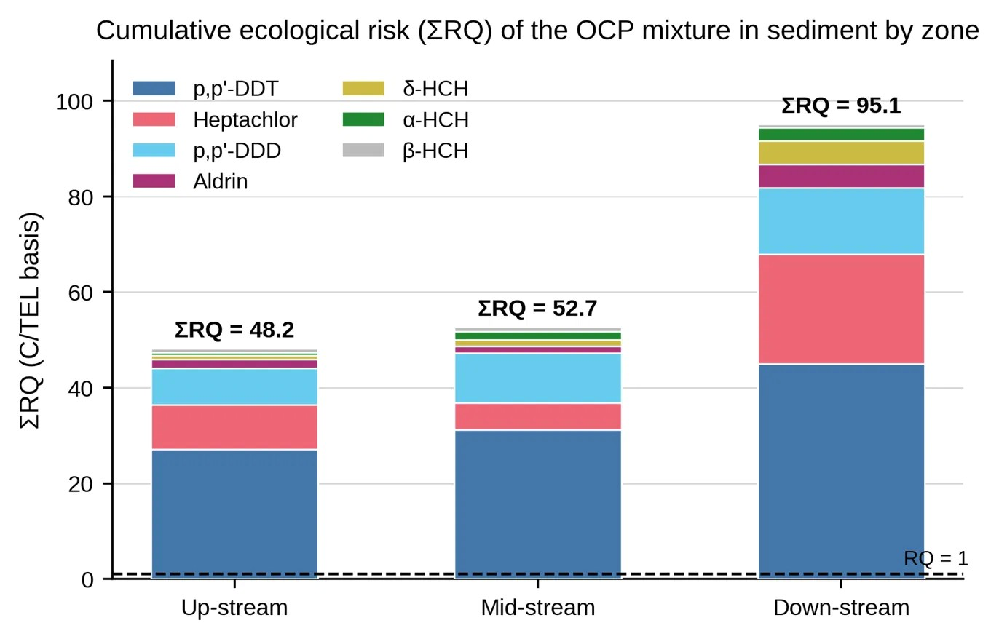 Cumulative ecological risk (ΣRQ) of the OCP mixture in sediment by zone
p,p'-DDT
Heptachlor
p,p'-DDD
Aldrin
δ-HCH
α-HCH
β-HCH
ΣRQ (C/TEL basis)
100
80
60
40
20
0
ΣRQ = 48.2
ΣRQ = 52.7
ΣRQ = 95.1
RQ = 1
Up-stream
Mid-stream
Down-stream